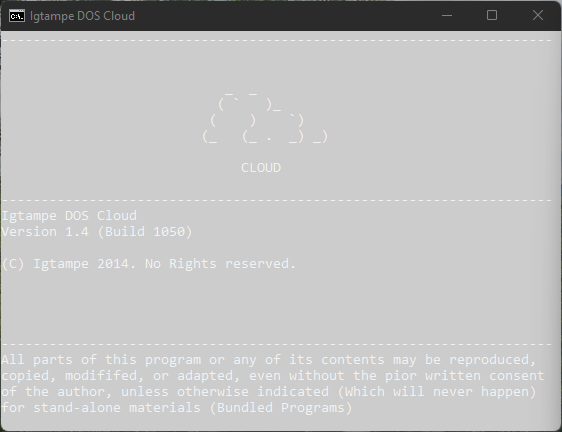 Igtampe DOS Cloud
---------------------------------------------------------------------
_ _
( ` )_
( ) `)
(_ (_ . _) _)
CLOUD
---------------------------------------------------------------------
Igtampe DOS Cloud
Version 1.4 (Build 1050)
(C) Igtampe 2014. No Rights reserved.
---------------------------------------------------------------------
All parts of this program or any of its contents may be reproduced,
copied, modifified, or adapted, even without the pior written consent
of the author, unless otherwise indicated (Which will never happen)
for stand-alone materials (Bundled Programs)